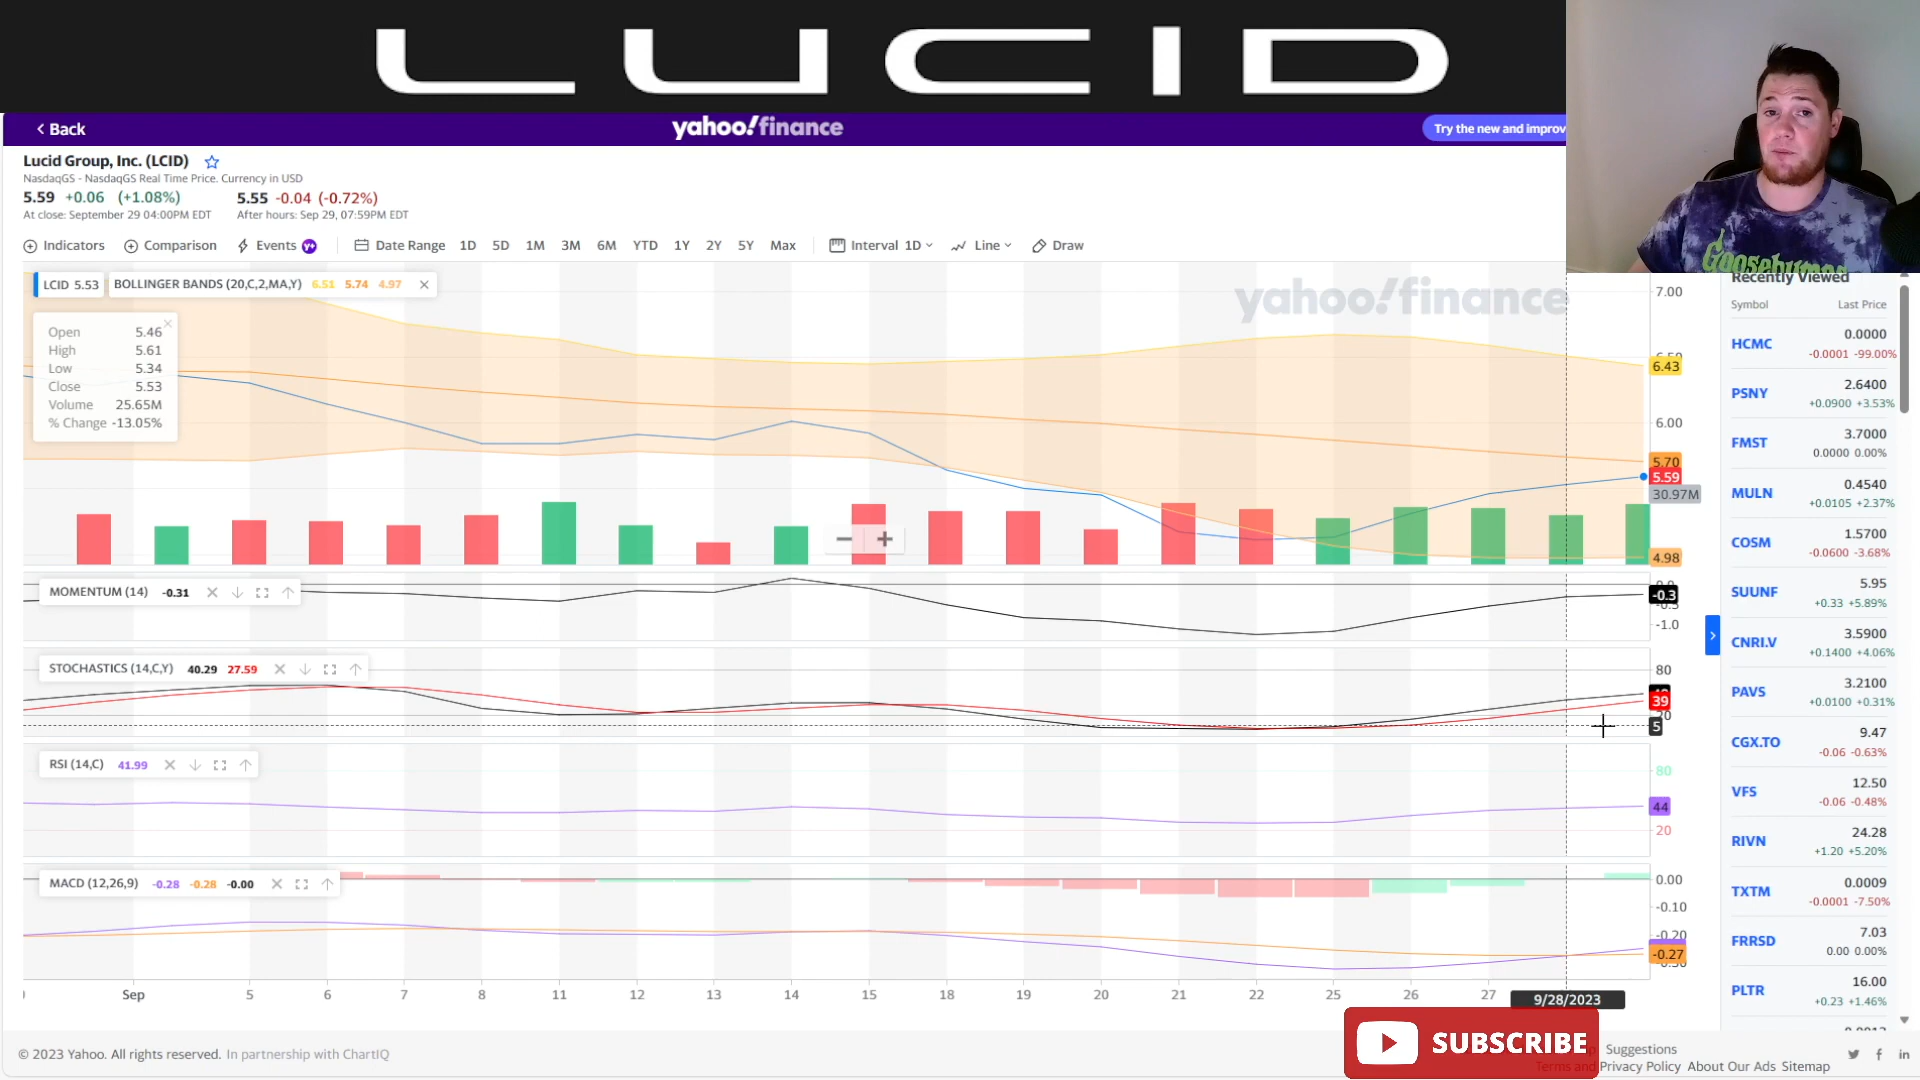 LUCID
Back
yahoo!finance
Try the new and improv
Lucid Group, Inc. (LCID)
NasdaqGS - NasdaqGS Real Time Price. Currency in USD
5.59 +0.06 (+1.08%) 5.55 -0.04 (-0.72%)
At close: September 29 04:00PM EDT After hours: Sep 29, 07:59PM EDT
Indicators Comparison Events Y+ Date Range 1D 5D 1M 3M 6M YTD 1Y 2Y 5Y Max Interval 1D Line Draw
Goosebumps
LCID 5.53 BOLLINGER BANDS (20,C,2,MA,Y) 6.51 5.74 4.97
yahoo!finance
Open 5.46
High 5.61
Low 5.34
Close 5.53
Volume 25.65M
% Change -13.05%
7.00
6.50
6.43
6.00
5.70
5.59
30.97M
4.98
MOMENTUM (14) -0.31
0.0
-0.3
-0.5
-1.0
STOCHASTICS (14,C,Y) 40.29 27.59
80
39
20
5
RSI (14,C) 41.99
80
44
20
MACD (12,26,9) -0.28 -0.28 -0.00
0.00
-0.10
-0.20
-0.27
-0.30
Sep 5 6 7 8 11 12 13 14 15 18 19 20 21 22 25 26 27 9/28/2023
Recently Viewed
Symbol Last Price
HCMC 0.0000
-0.0001 -99.00%
PSNY 2.6400
+0.0900 +3.53%
FMST 3.7000
0.0000 0.00%
MULN 0.4540
+0.0105 +2.37%
COSM 1.5700
-0.0600 -3.68%
SUUNF 5.95
+0.33 +5.89%
CNRI.V 3.5900
+0.1400 +4.06%
PAVS 3.2100
+0.0100 +0.31%
CGX.TO 9.47
-0.06 -0.63%
VFS 12.50
-0.06 -0.48%
RIVN 24.28
+1.20 +5.20%
TXTM 0.0009
-0.0001 -7.50%
FRRSD 7.03
0.00 0.00%
PLTR 16.00
+0.23 +1.46%
SUBSCRIBE
Suggestions
© 2023 Yahoo. All rights reserved. In partnership with ChartIQ
Terms and Privacy Policy About Our Ads Sitemap